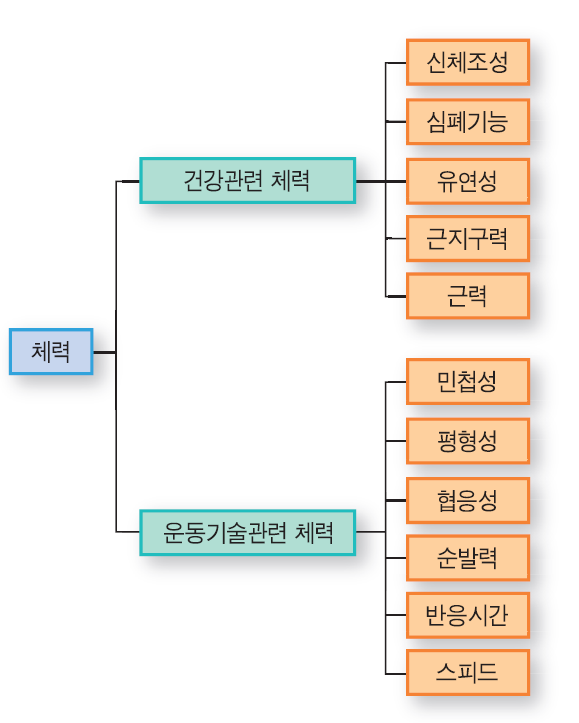 체력
건강관련 체력
신체조성
심폐기능
유연성
근지구력
근력
운동기술관련 체력
민첩성
평형성
협응성
순발력
반응시간
스피드